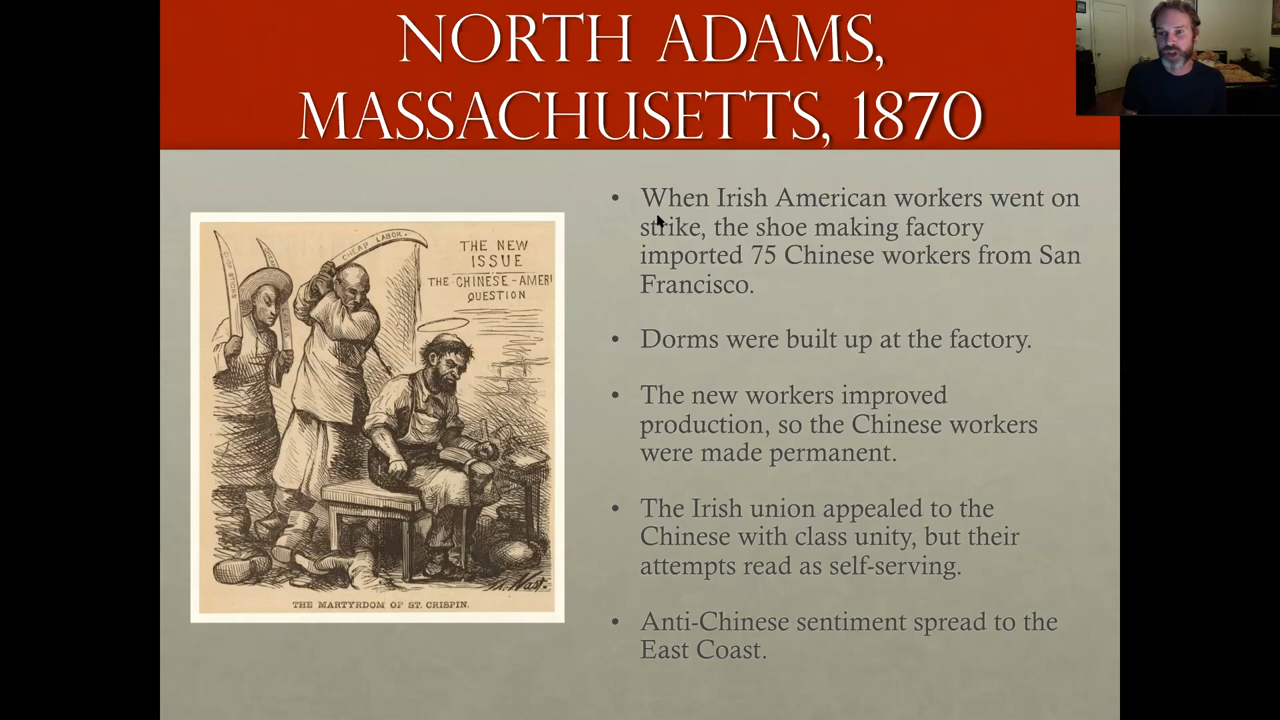 NORTH ADAMS,
MASSACHUSETTS, 1870
THE NEW
ISSUE
THE CHINESE-AMERI
QUESTION
CHEAP LABOR.
Th. Nast.
THE MARTYRDOM OF ST. CRISPIN.
• When Irish American workers went on
strike, the shoe making factory
imported 75 Chinese workers from San
Francisco.
• Dorms were built up at the factory.
• The new workers improved
production, so the Chinese workers
were made permanent.
• The Irish union appealed to the
Chinese with class unity, but their
attempts read as self-serving.
• Anti-Chinese sentiment spread to the
East Coast.